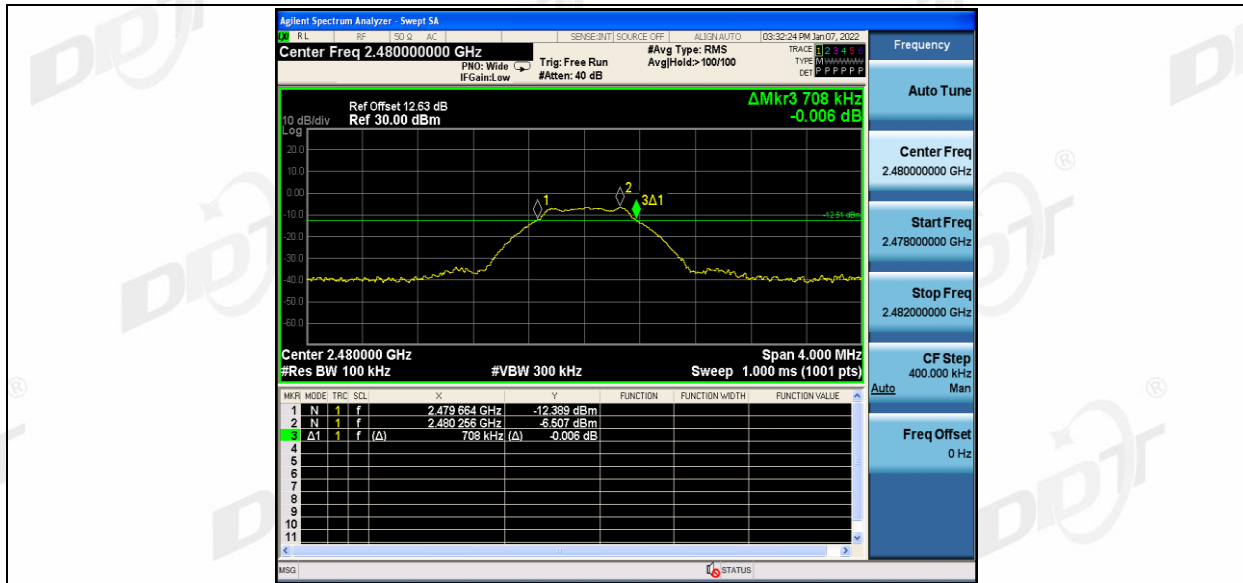 Agilent Spectrum Analyzer - Swept SA
LXI RL RF 50 Ω AC SENSE:INT SOURCE OFF ALIGN AUTO 03:32:24 PM Jan 07, 2022
Center Freq 2.480000000 GHz #Avg Type: RMS TRACE 1 2 3 4 5 6
PNO: Wide Trig: Free Run Avg|Hold:>100/100 TYPE M
IFGain:Low #Atten: 40 dB DET P P P P P P
Frequency
Auto Tune
Center Freq
2.480000000 GHz
Start Freq
2.478000000 GHz
Stop Freq
2.482000000 GHz
CF Step
400.000 kHz
Auto Man
Freq Offset
0 Hz
ΔMkr3 708 kHz
-0.006 dB
Ref Offset 12.63 dB
10 dB/div Ref 30.00 dBm
Log
20.0
10.0
0.00
-10.0
-20.0
-30.0
-40.0
-50.0
-60.0
1
2
3Δ1
-12.51 dBm
Center 2.480000 GHz Span 4.000 MHz
#Res BW 100 kHz #VBW 300 kHz Sweep 1.000 ms (1001 pts)
MKR MODE TRC SCL X Y FUNCTION FUNCTION WIDTH FUNCTION VALUE
1 N 1 f 2.479 664 GHz -12.389 dBm
2 N 1 f 2.480 256 GHz -6.507 dBm
3 Δ1 1 f (Δ) 708 kHz (Δ) -0.006 dB
4
5
6
7
8
9
10
11
MSG STATUS